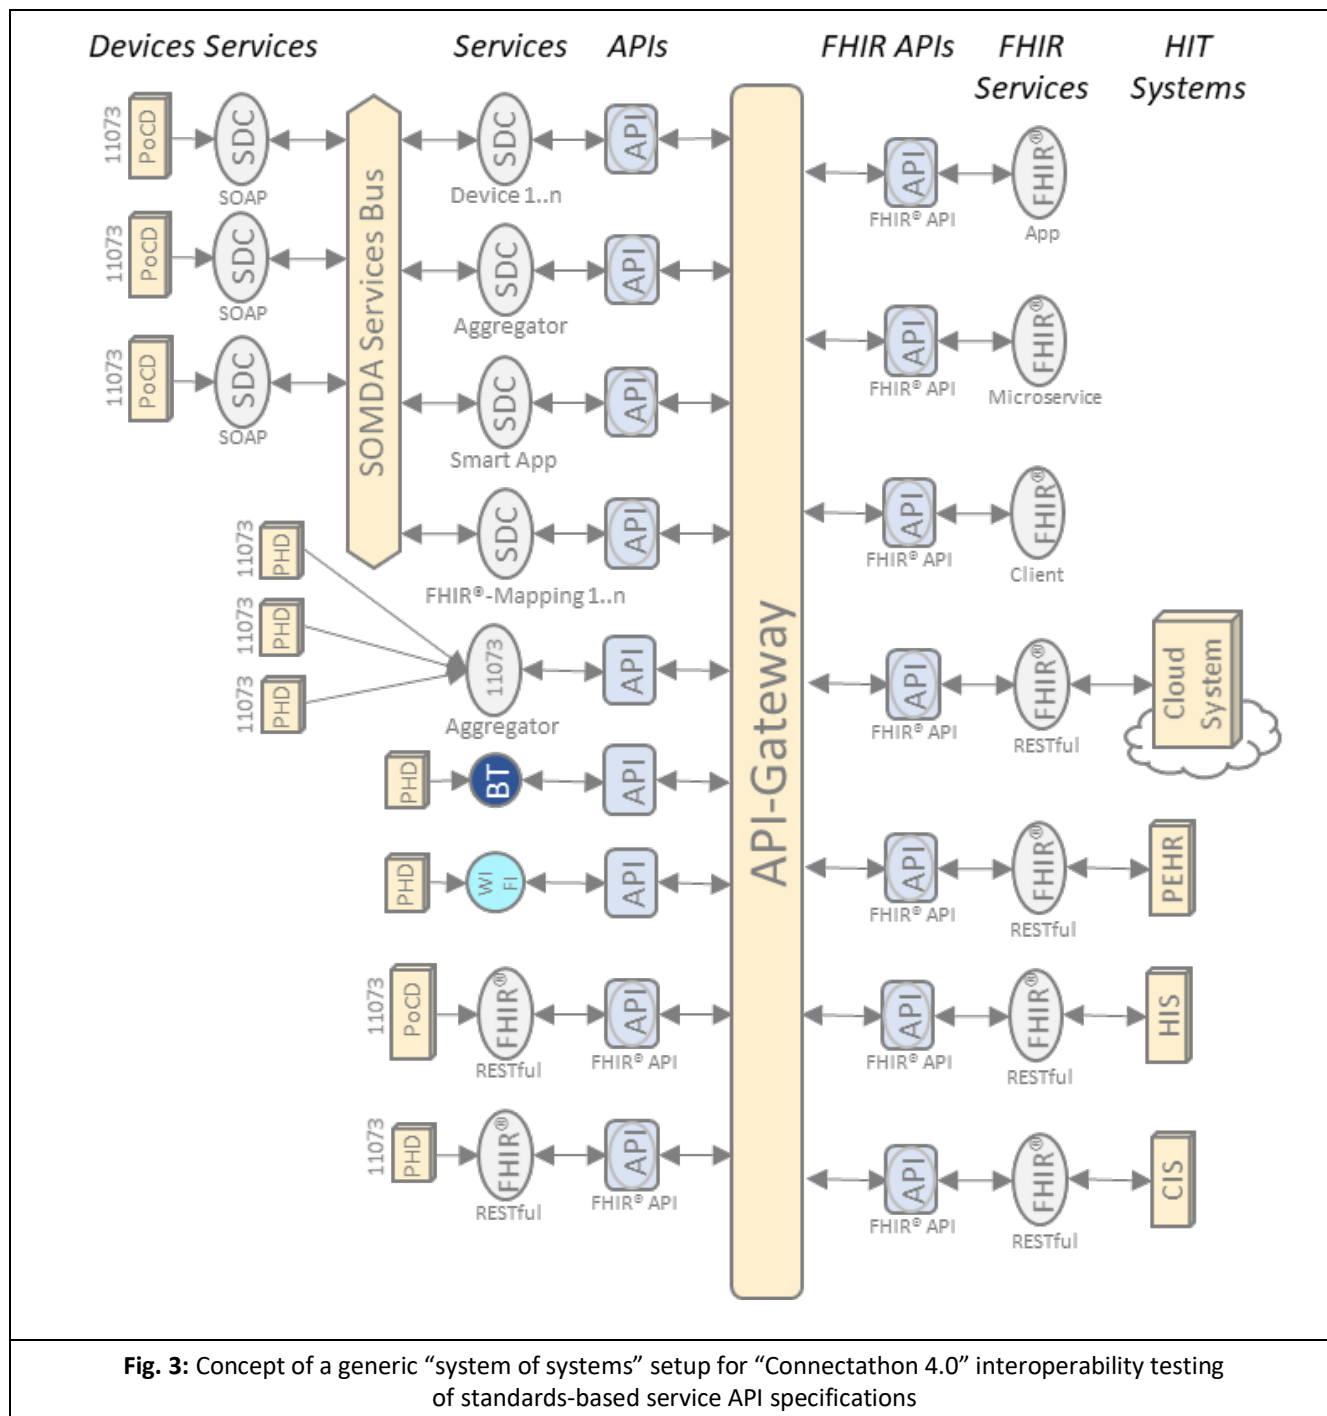 Devices Services Services APIs FHIR APIs FHIR Services HIT Systems
11073 PoCD SDC SOAP
11073 PoCD SDC SOAP
11073 PoCD SDC SOAP
SOMDA Services Bus
SDC Device 1..n API
SDC Aggregator API
SDC Smart App API
SDC FHIR®-Mapping 1..n API
11073 PHD
11073 PHD
11073 PHD
11073 Aggregator API
PHD BT API
PHD WI FI API
11073 PoCD FHIR® RESTful API FHIR® API
11073 PHD FHIR® RESTful API FHIR® API
API-Gateway
API FHIR® API FHIR® App
API FHIR® API FHIR® Microservice
API FHIR® API FHIR® Client
API FHIR® API FHIR® RESTful Cloud System
API FHIR® API FHIR® RESTful PEHR
API FHIR® API FHIR® RESTful HIS
API FHIR® API FHIR® RESTful CIS
Fig. 3: Concept of a generic “system of systems” setup for “Connectathon 4.0” interoperability testing
of standards-based service API specifications